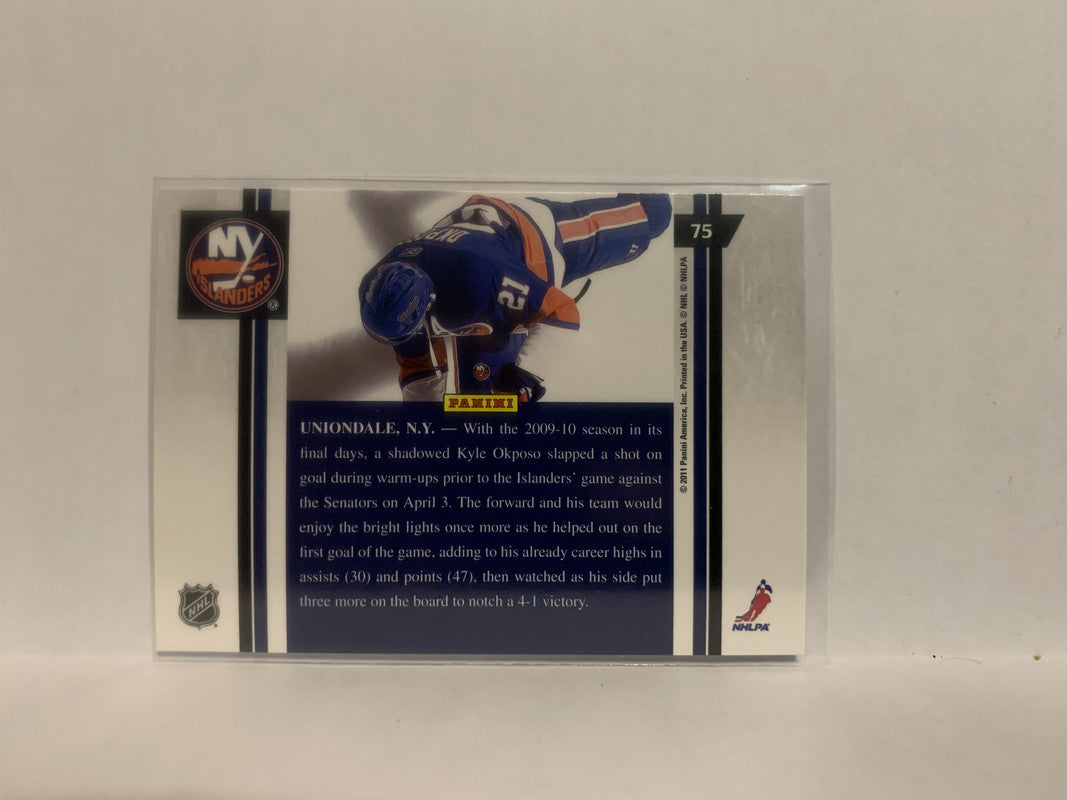 NY
ISLANDERS
®
75
21
PANINI
UNIONDALE, N.Y. — With the 2009-10 season in its
final days, a shadowed Kyle Okposo slapped a shot on
goal during warm-ups prior to the Islanders' game against
the Senators on April 3. The forward and his team would
enjoy the bright lights once more as he helped out on the
first goal of the game, adding to his already career highs in
assists (30) and points (47), then watched as his side put
three more on the board to notch a 4-1 victory.
© 2011 Panini America, Inc. Printed in the USA. © NHL © NHLPA
NHL
NHLPA